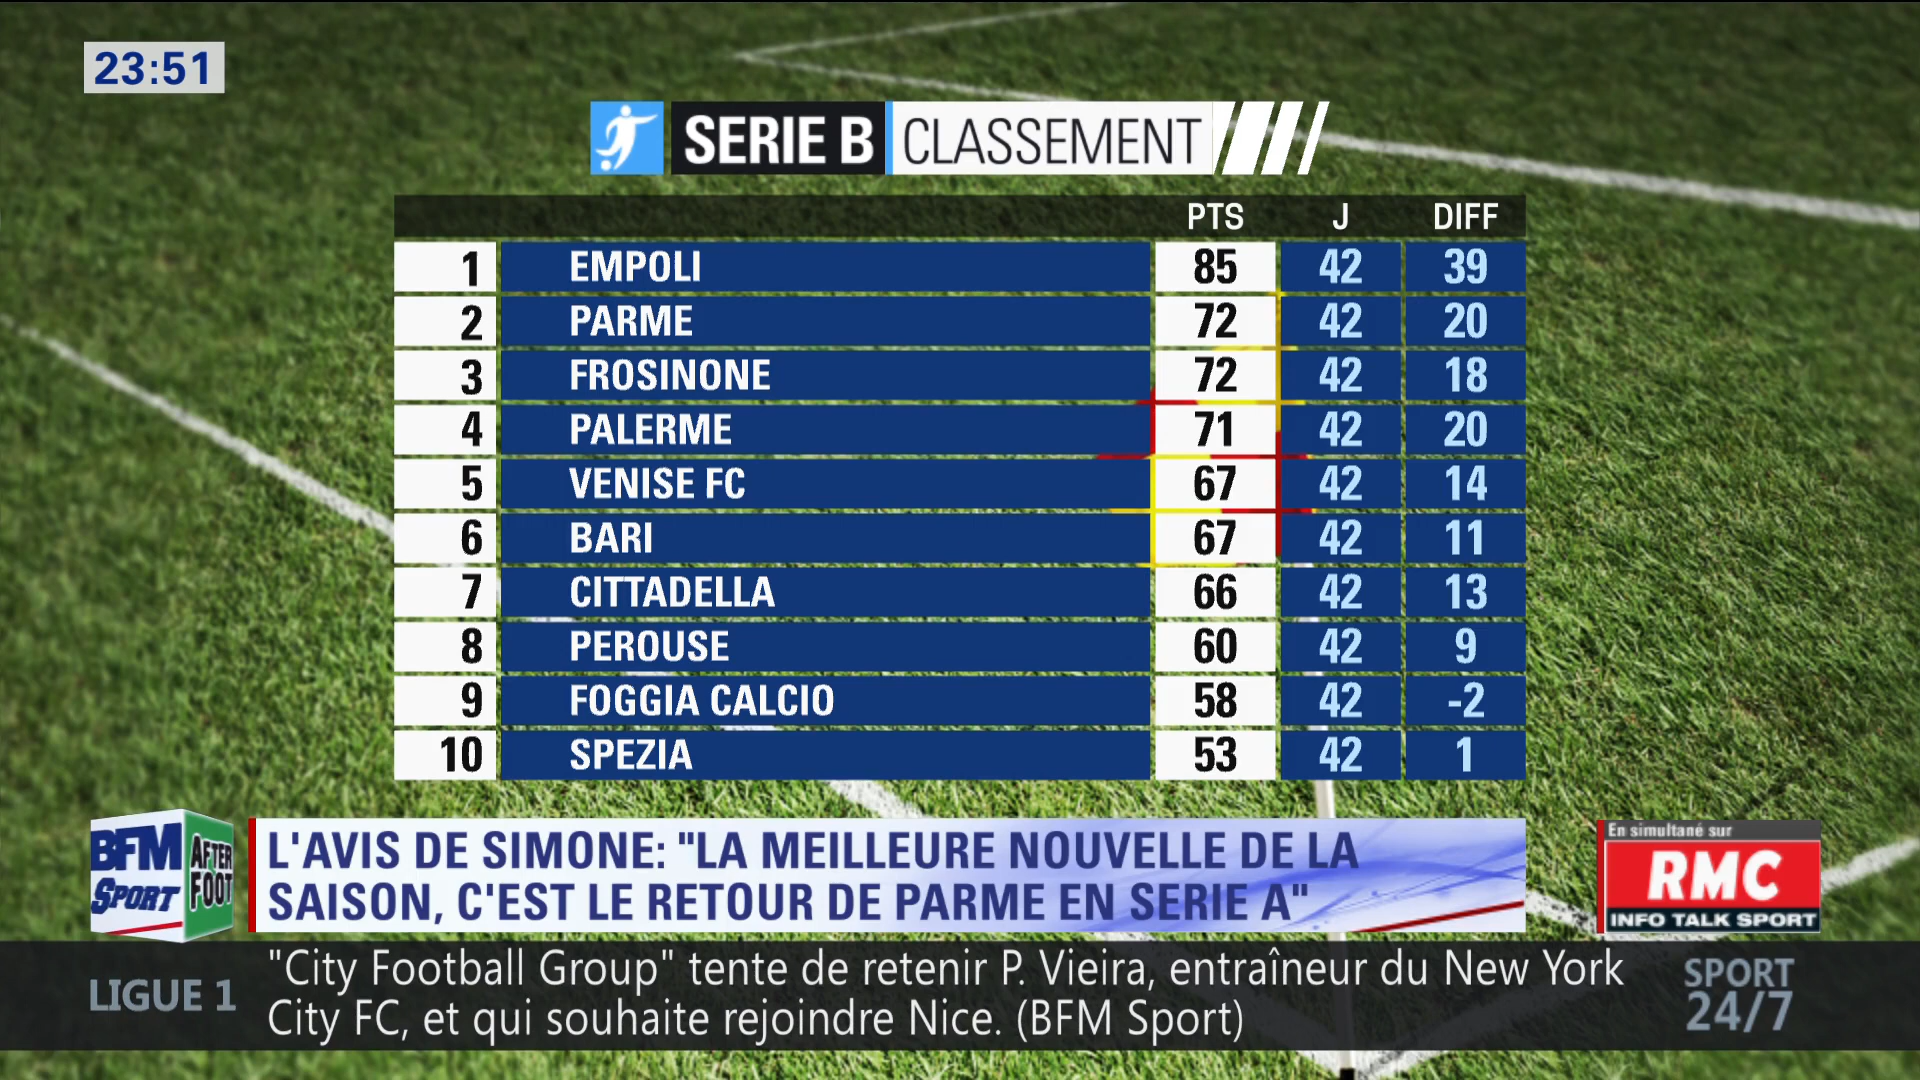 23:51
SERIE B CLASSEMENT
PTS J DIFF
1 EMPOLI 85 42 39
2 PARME 72 42 20
3 FROSINONE 72 42 18
4 PALERME 71 42 20
5 VENISE FC 67 42 14
6 BARI 67 42 11
7 CITTADELLA 66 42 13
8 PEROUSE 60 42 9
9 FOGGIA CALCIO 58 42 -2
10 SPEZIA 53 42 1
BFM SPORT
AFTER FOOT
L'AVIS DE SIMONE: "LA MEILLEURE NOUVELLE DE LA
SAISON, C'EST LE RETOUR DE PARME EN SERIE A"
En simultané sur
RMC
INFO TALK SPORT
LIGUE 1
"City Football Group" tente de retenir P. Vieira, entraîneur du New York
City FC, et qui souhaite rejoindre Nice. (BFM Sport)
SPORT
24/7